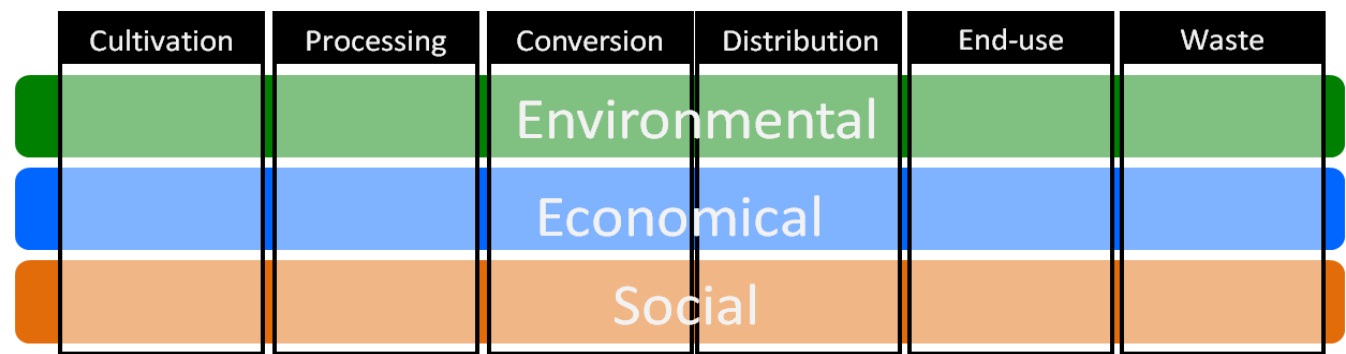 Cultivation Processing Conversion Distribution End-use Waste
Environmental
Economical
Social